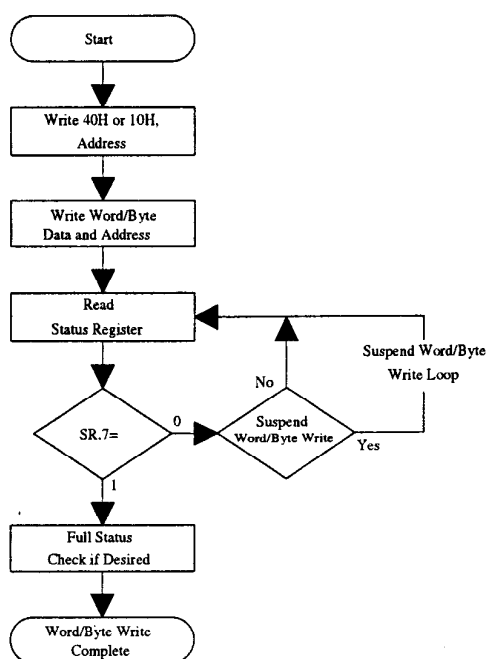 Start
Write 40H or 10H,
Address
Write Word/Byte
Data and Address
Read
Status Register
Suspend Word/Byte
Write Loop
No
SR.7=
0
Suspend
Word/Byte Write
Yes
1
Full Status
Check if Desired
Word/Byte Write
Complete